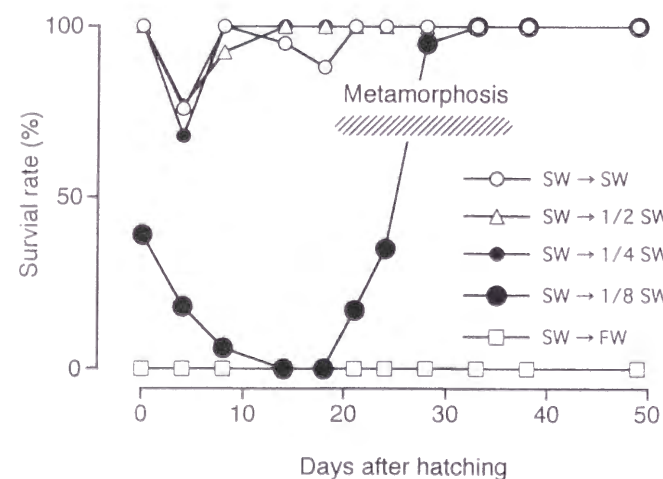 100
50
0
Survial rate (%)
Metamorphosis
SW → SW
SW → 1/2 SW
SW → 1/4 SW
SW → 1/8 SW
SW → FW
0 10 20 30 40 50
Days after hatching